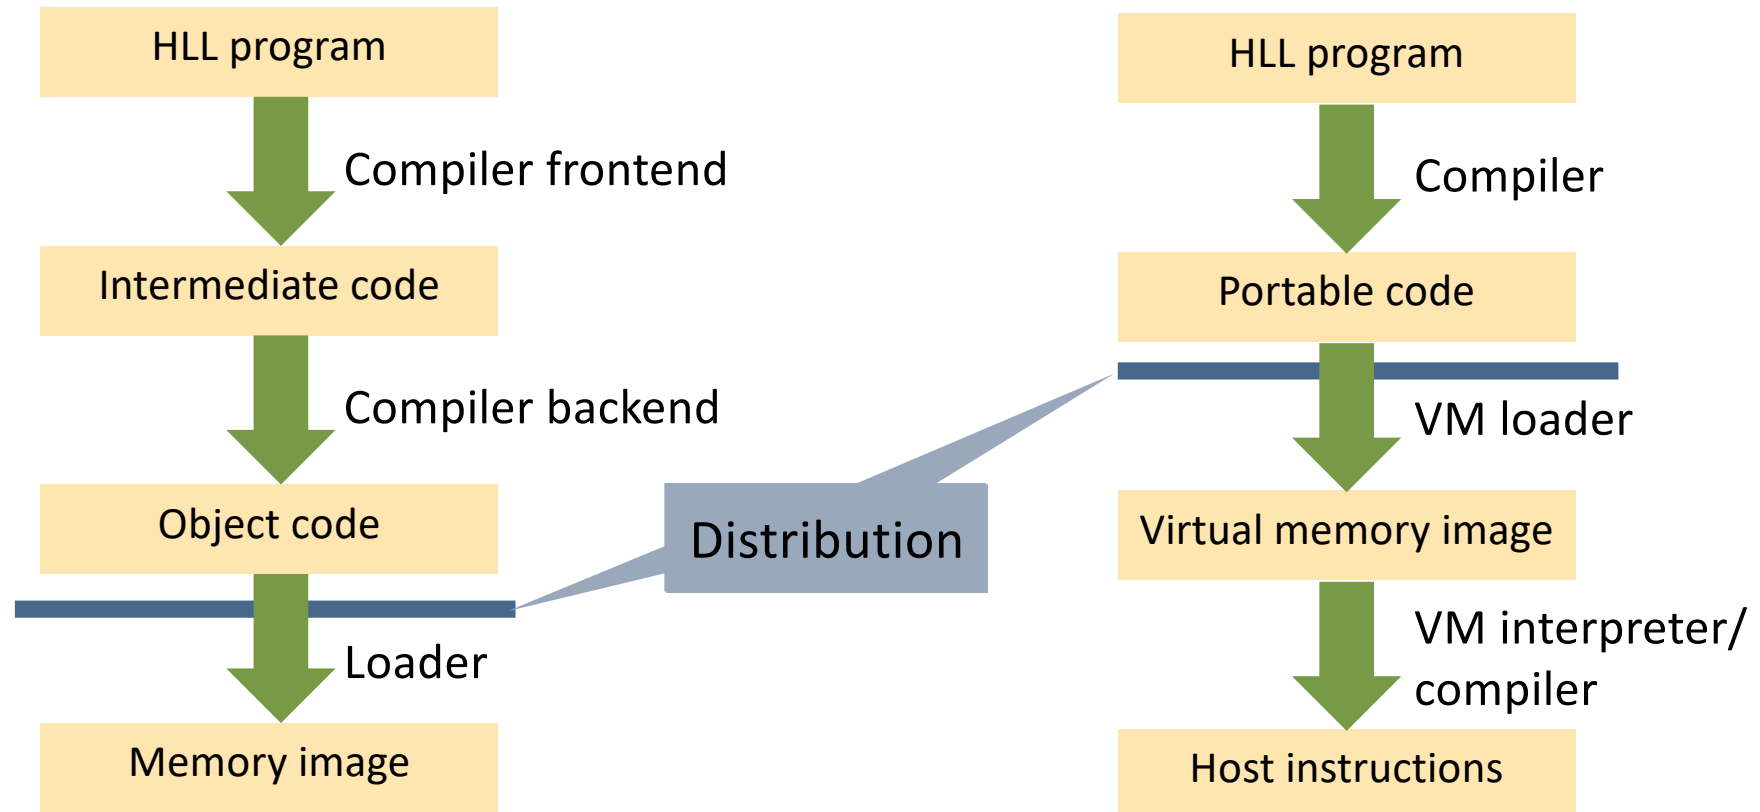 HLL program
Compiler frontend
Intermediate code
Compiler backend
Object code
Loader
Memory image
Distribution
HLL program
Compiler
Portable code
VM loader
Virtual memory image
VM interpreter/
compiler
Host instructions